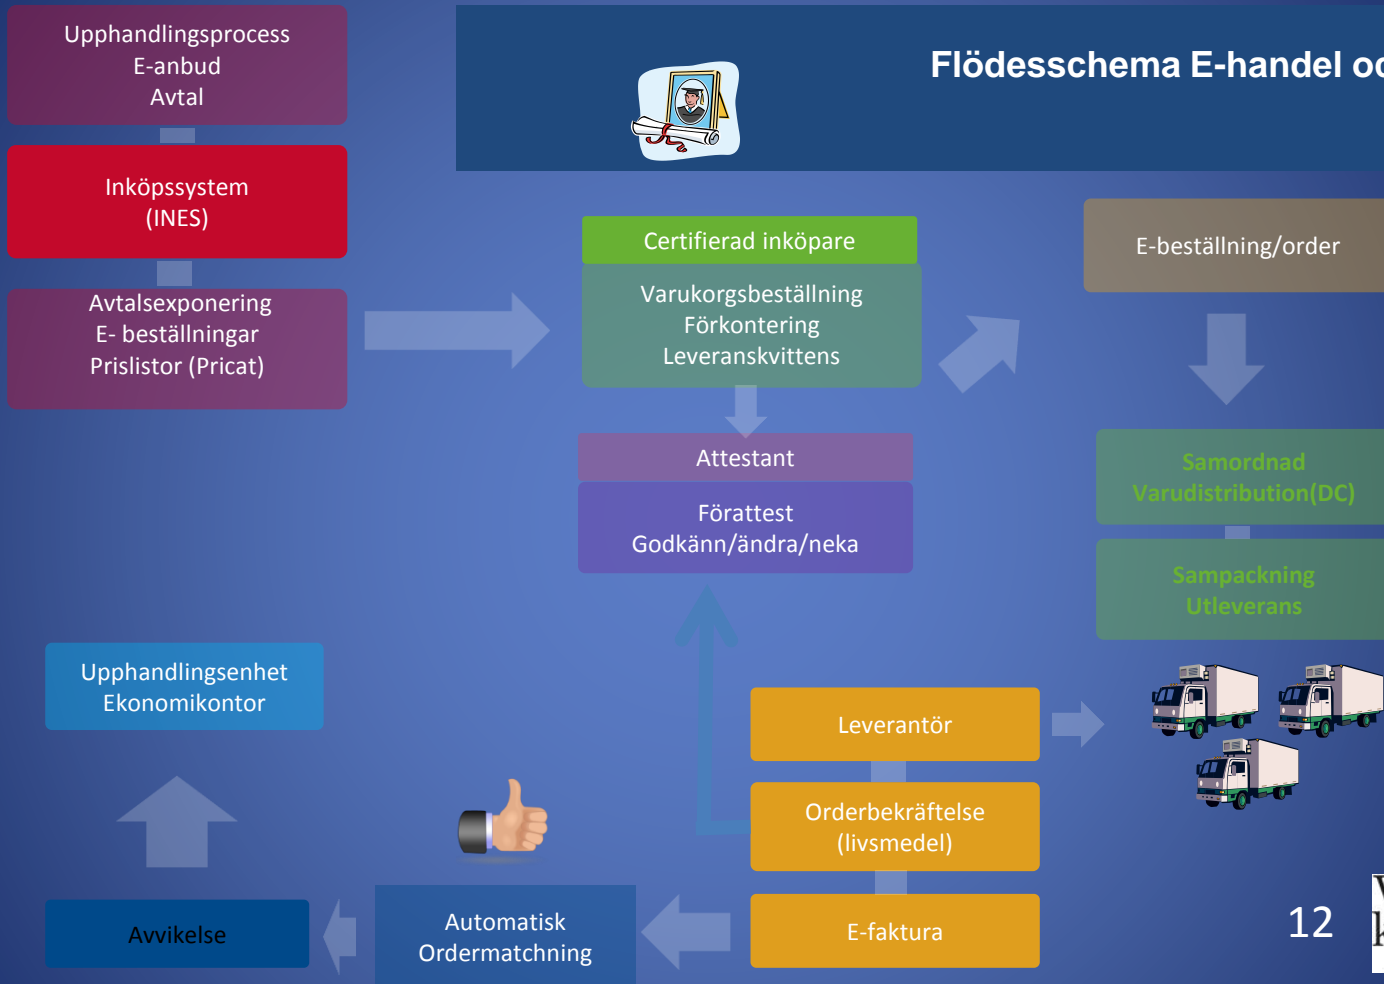 Upphandlingsprocess
E-anbud
Avtal
Flödesschema E-handel
Inköpssystem
(INES)
Avtalsexponering
E- beställningar
Prislistor (Pricat)
Certifierad inköpare
Varukorgsbeställning
Förkontering
Leveranskvittens
E-beställning/order
Attestant
Förattest
Godkänn/ändra/neka
Samordnad
Varudistribution(DC)
Sampackning
Utleverans
Upphandlingsenhet
Ekonomikontor
Leverantör
Orderbekräftelse
(livsmedel)
E-faktura
Automatisk
Ordermatchning
Avvikelse
12